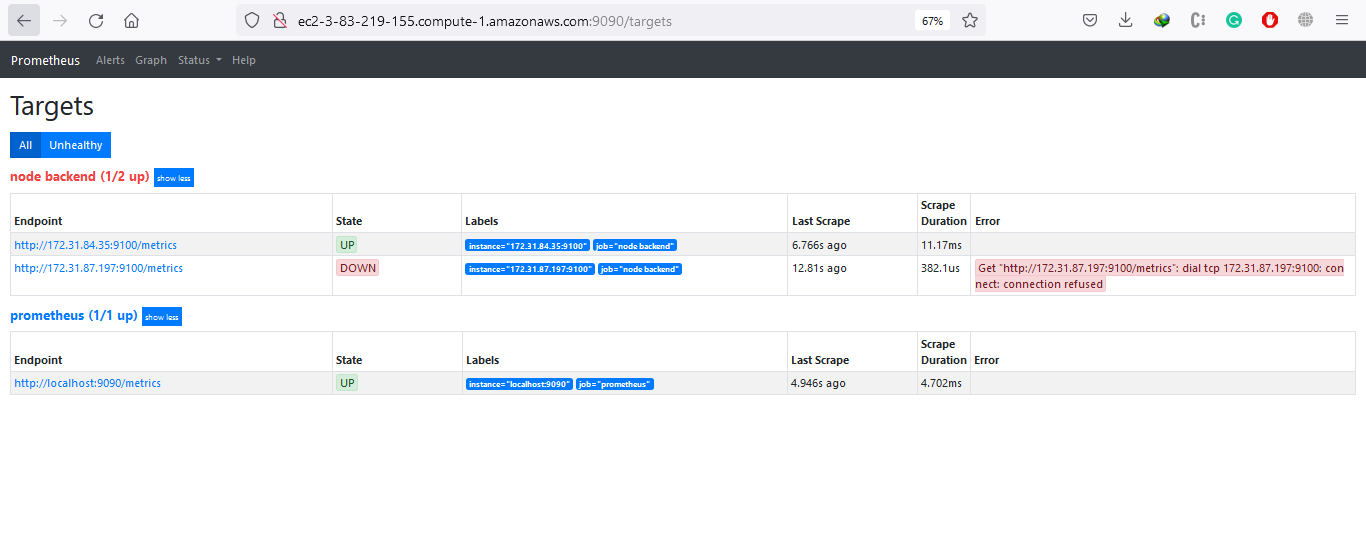 ec2-3-83-219-155.compute-1.amazonaws.com:9090/targets 67%
Prometheus Alerts Graph Status Help
Targets
All Unhealthy
node backend (1/2 up) show less
Endpoint State Labels Last Scrape Scrape Duration Error
http://172.31.84.35:9100/metrics UP instance="172.31.84.35:9100" job="node backend" 6.766s ago 11.17ms
http://172.31.87.197:9100/metrics DOWN instance="172.31.87.197:9100" job="node backend" 12.81s ago 382.1us Get "http://172.31.87.197:9100/metrics": dial tcp 172.31.87.197:9100: con
nect: connection refused
prometheus (1/1 up) show less
Endpoint State Labels Last Scrape Scrape Duration Error
http://localhost:9090/metrics UP instance="localhost:9090" job="prometheus" 4.946s ago 4.702ms